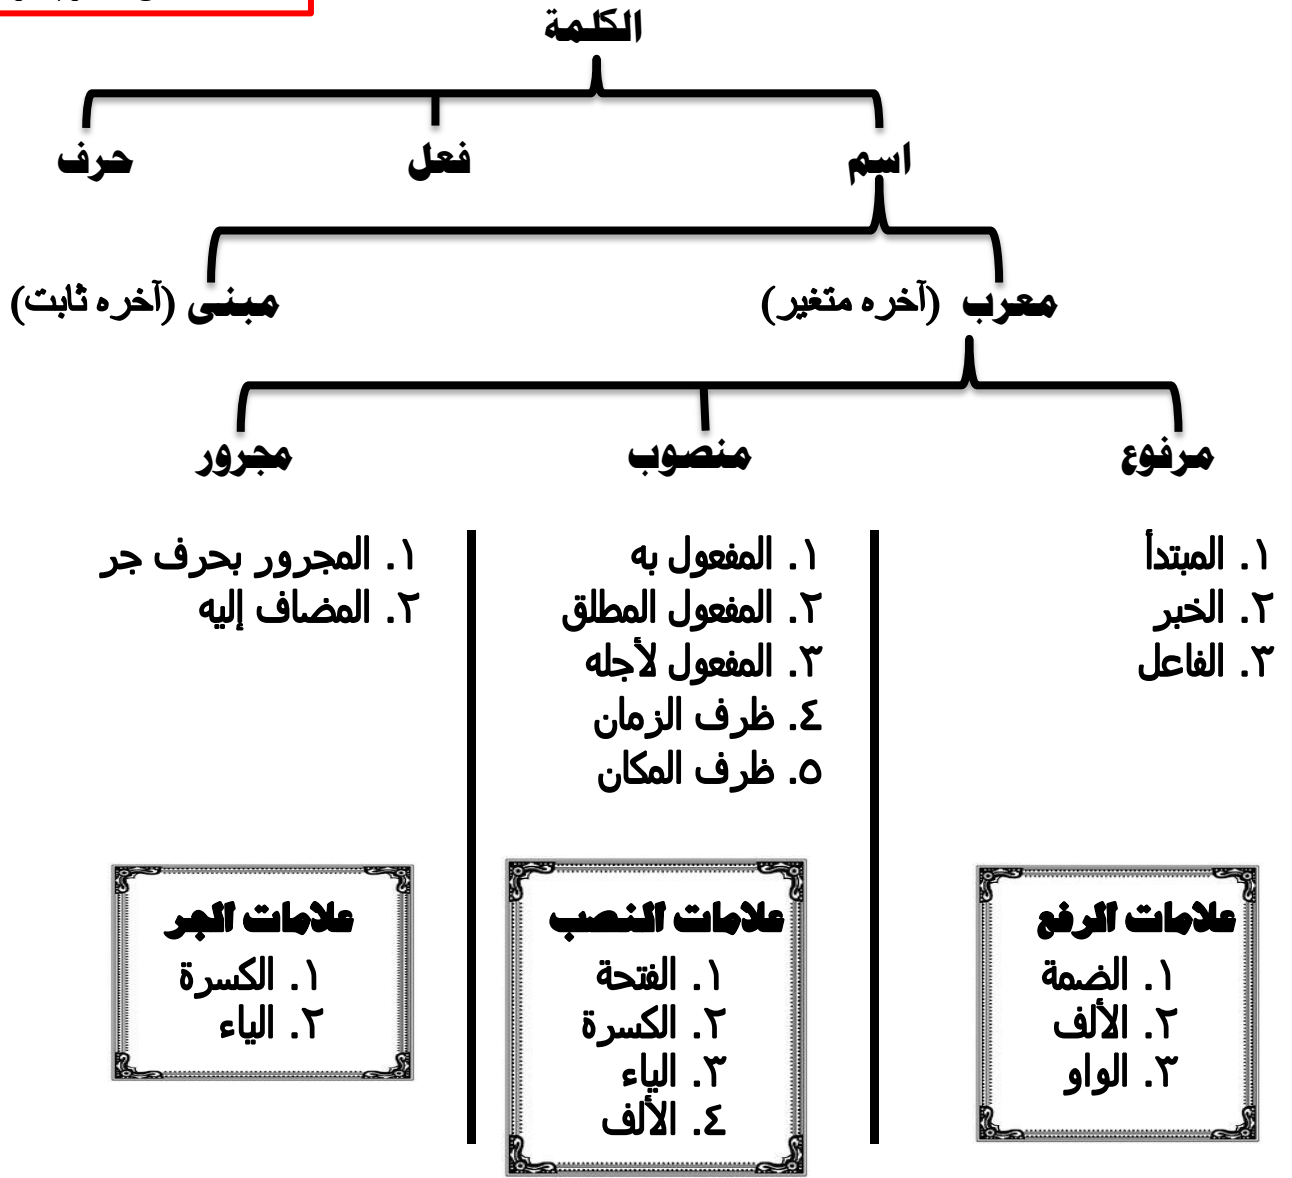 الكلمة
اسم
فعل
حرف
معرب (آخره متغير)
مبنى (آخره ثابت)
مرفوع
منصوب
مجرور
١. المبتدأ
٢. الخبر
٣. الفاعل
١. المفعول به
٢. المفعول المطلق
٣. المفعول لأجله
٤. ظرف الزمان
٥. ظرف المكان
١. المجرور بحرف جر
٢. المضاف إليه
علامات الرفع
١. الضمة
٢. الألف
٣. الواو
علامات النصب
١. الفتحة
٢. الكسرة
٣. الياء
٤. الألف
علامات الجر
١. الكسرة
٢. الياء